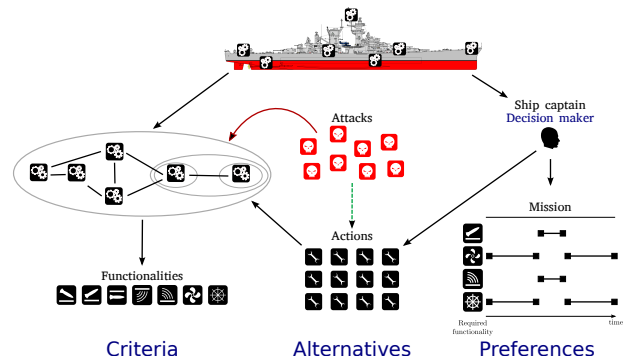 Ship captain
Decision maker
Attacks
Mission
Actions
Functionalities
Required
functionality
time
Criteria
Alternatives
Preferences